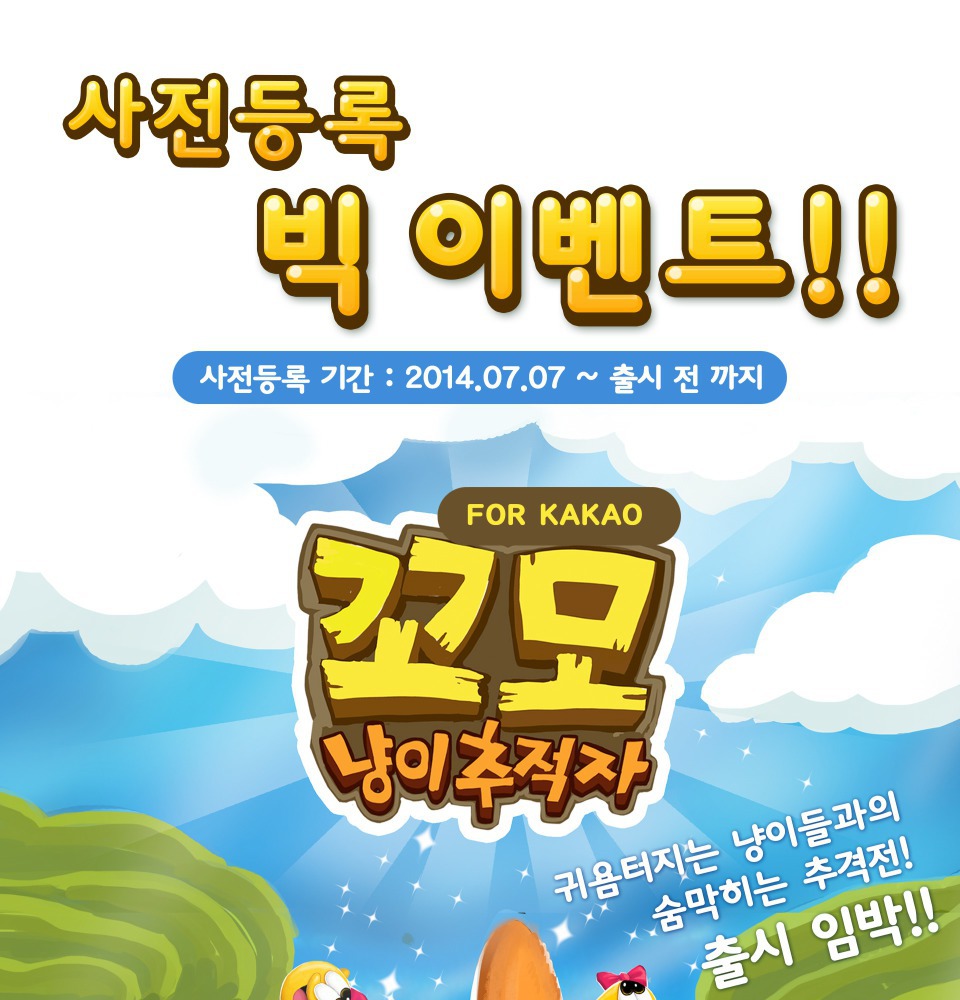 사전등록
빅 이벤트!!
사전등록 기간 : 2014.07.07 ~ 출시 전 까지
FOR KAKAO
꼬모
냥이추적자
귀욤터지는 냥이들과의
숨막히는 추격전!
출시 임박!!